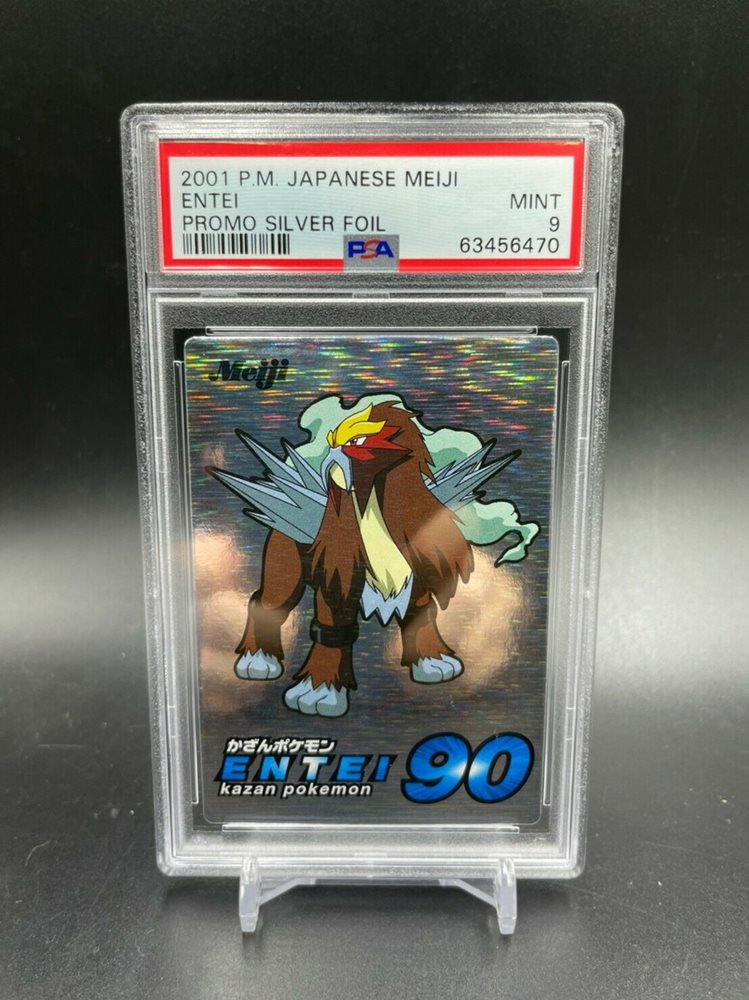 2001 P.M. JAPANESE MEIJI
ENTEI MINT
PROMO SILVER FOIL 9
PSA 63456470
Meiji
かざんポケモン
ENTEI 90
kazan pokemon